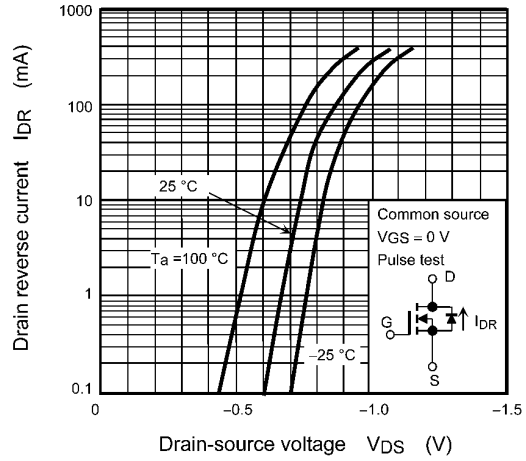 1000
100
10
1
0.1
0
−0.5
−1.0
−1.5
Drain reverse current IDR (mA)
25 °C
Ta =100 °C
−25 °C
Common source
VGS = 0 V
Pulse test
D
G
IDR
S
Drain-source voltage VDS (V)